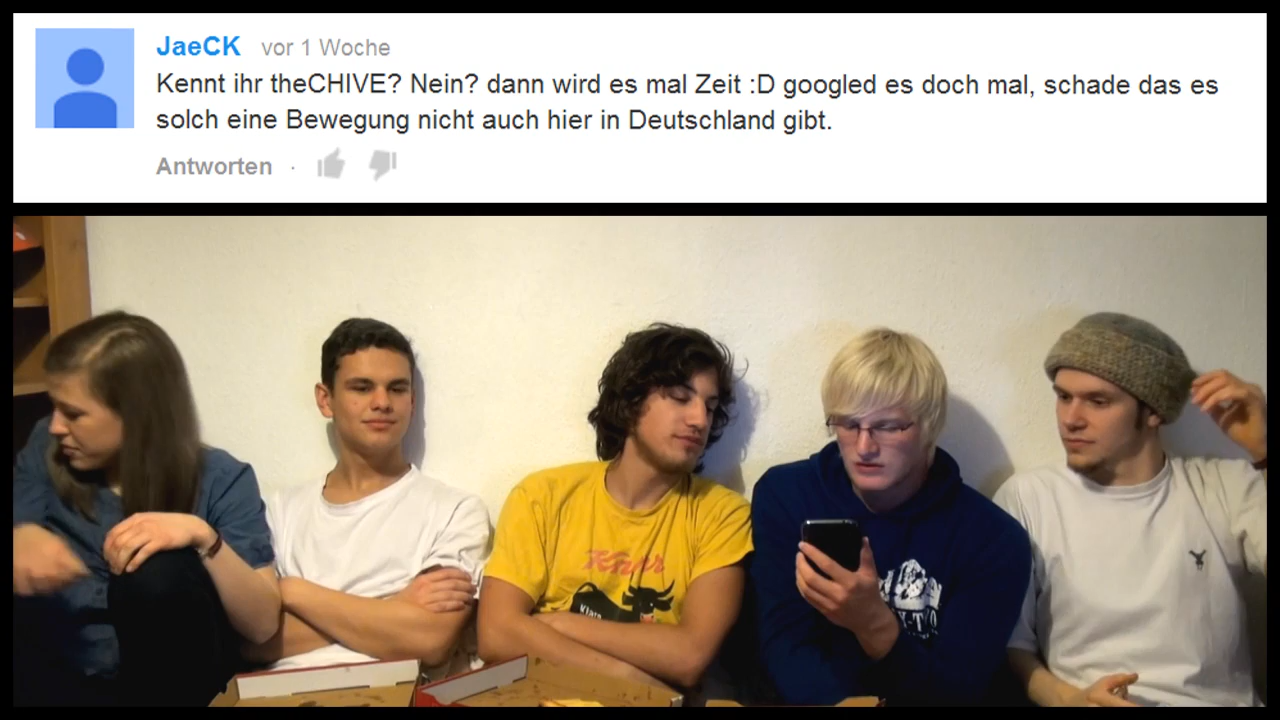 JaeCK vor 1 Woche
Kennt ihr theCHIVE? Nein? dann wird es mal Zeit :D googled es doch mal, schade das es
solch eine Bewegung nicht auch hier in Deutschland gibt.
Antworten ·